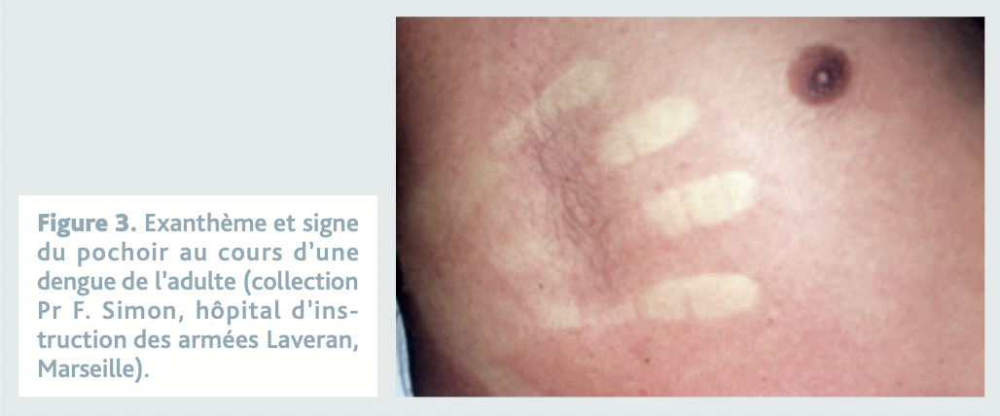 Figure 3. Exanthème et signe
du pochoir au cours d’une
dengue de l’adulte (collection
Pr F. Simon, hôpital d’ins-
truction des armées Laveran,
Marseille).